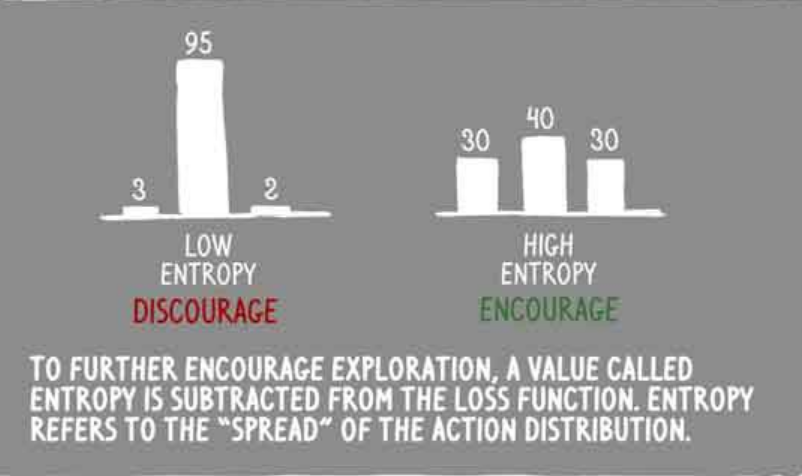 95
3
2
40
30
30
LOW
ENTROPY
DISCOURAGE
HIGH
ENTROPY
ENCOURAGE
TO FURTHER ENCOURAGE EXPLORATION, A VALUE CALLED
ENTROPY IS SUBTRACTED FROM THE LOSS FUNCTION. ENTROPY
REFERS TO THE “SPREAD” OF THE ACTION DISTRIBUTION.